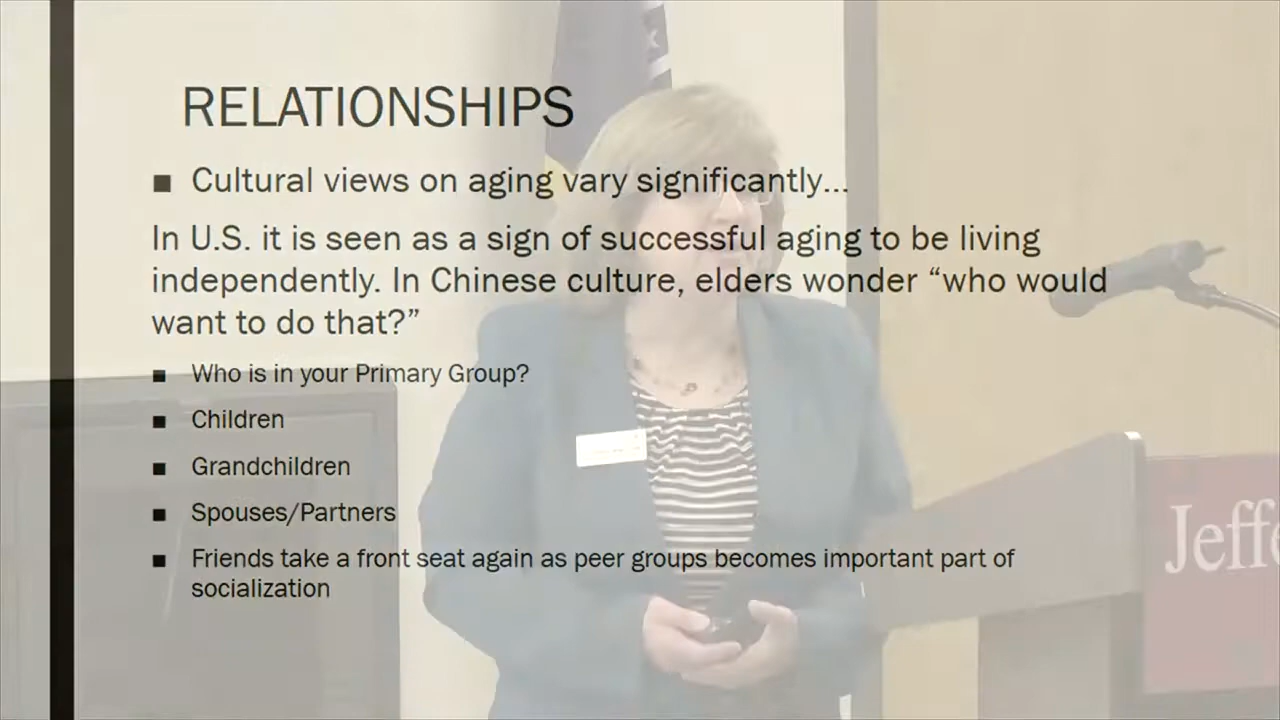 RELATIONSHIPS
■ Cultural views on aging vary significantly...
In U.S. it is seen as a sign of successful aging to be living
independently. In Chinese culture, elders wonder “who would
want to do that?”
■ Who is in your Primary Group?
■ Children
■ Grandchildren
■ Spouses/Partners
■ Friends take a front seat again as peer groups becomes important part of
socialization
Jeffe